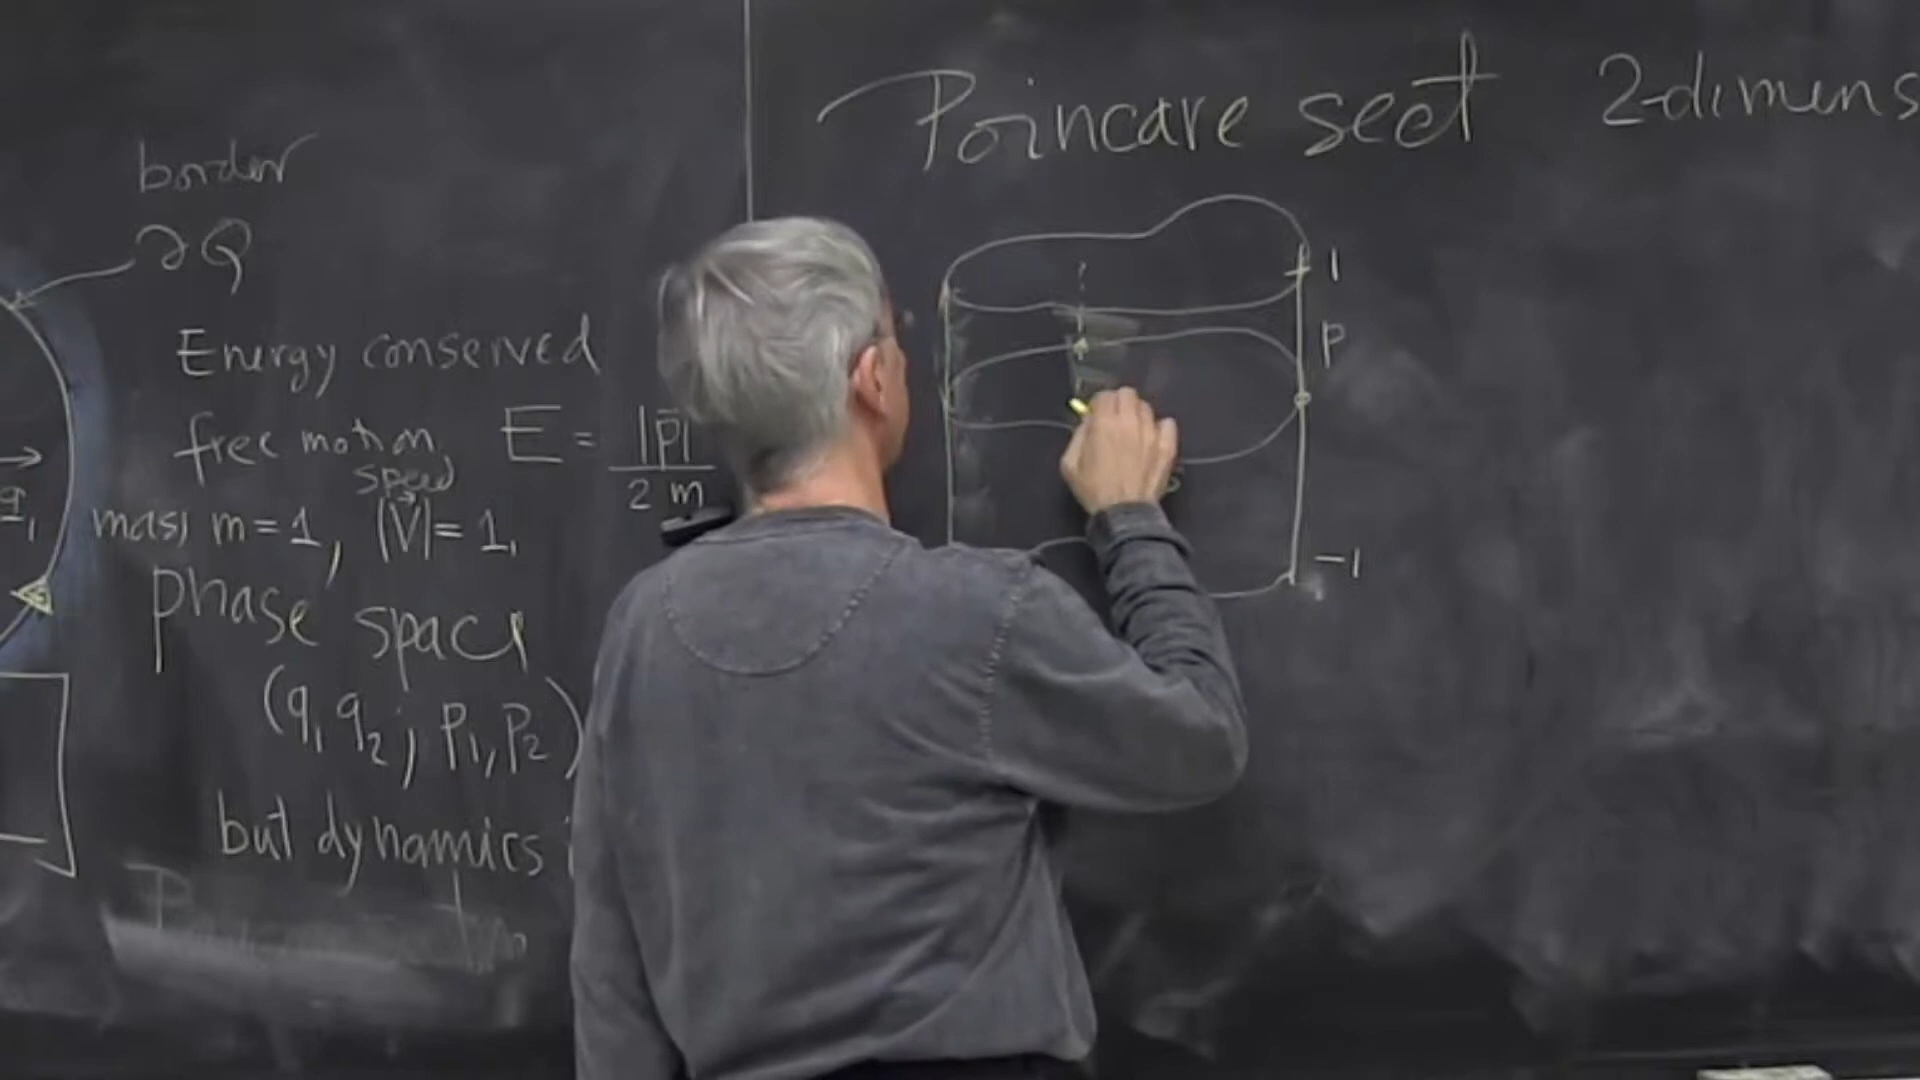 border
∂Q
Energy conserved
free motion, E = |p̄| / 2 m
speed
mass m = 1, |V⃗| = 1,
phase space
(q₁ q₂; p₁, p₂)
but dynamics
q₁
Poincare sect 2-dimens
1
p
s
-1